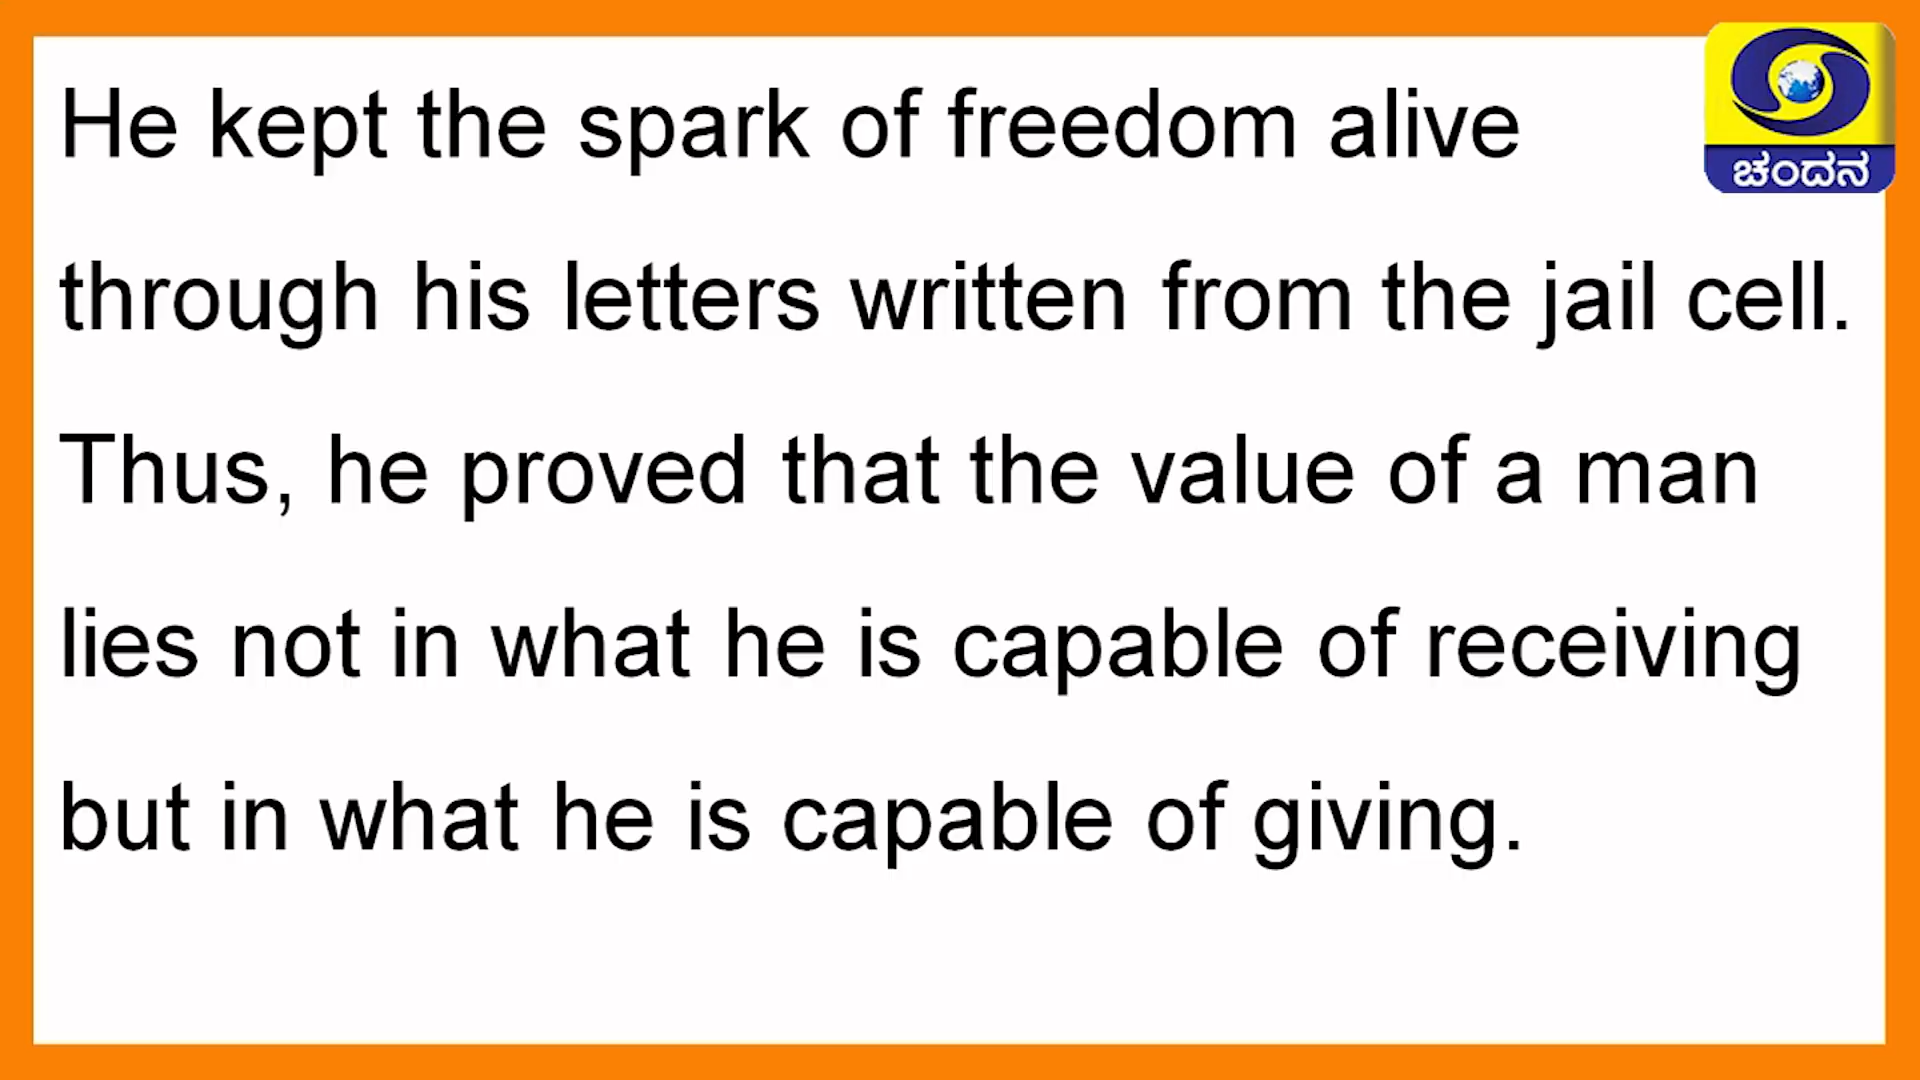 He kept the spark of freedom alive
through his letters written from the jail cell.
Thus, he proved that the value of a man
lies not in what he is capable of receiving
but in what he is capable of giving.
ಚಂದನ